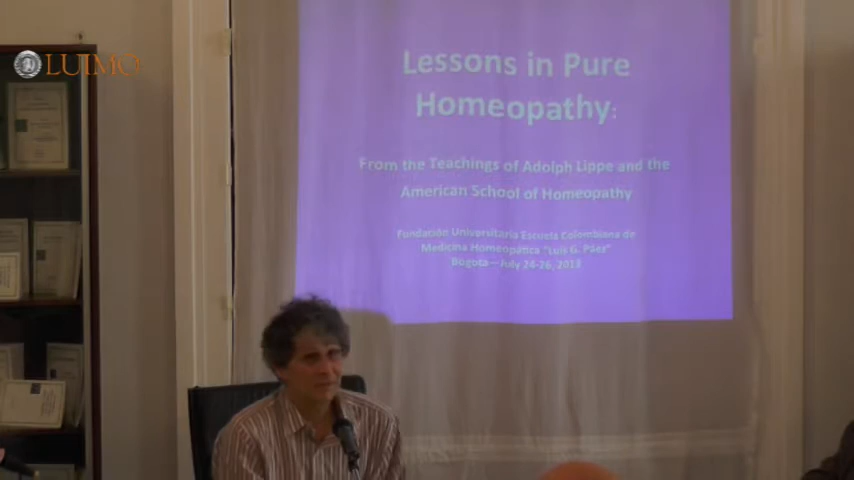 LUIMO
Lessons in Pure
Homeopathy:
From the Teachings of Adolph Lippe and the
American School of Homeopathy
Fundación Universitaria Escuela Colombiana de
Medicina Homeopática "Luis G. Páez"
Bogota – July 24-26, 2013